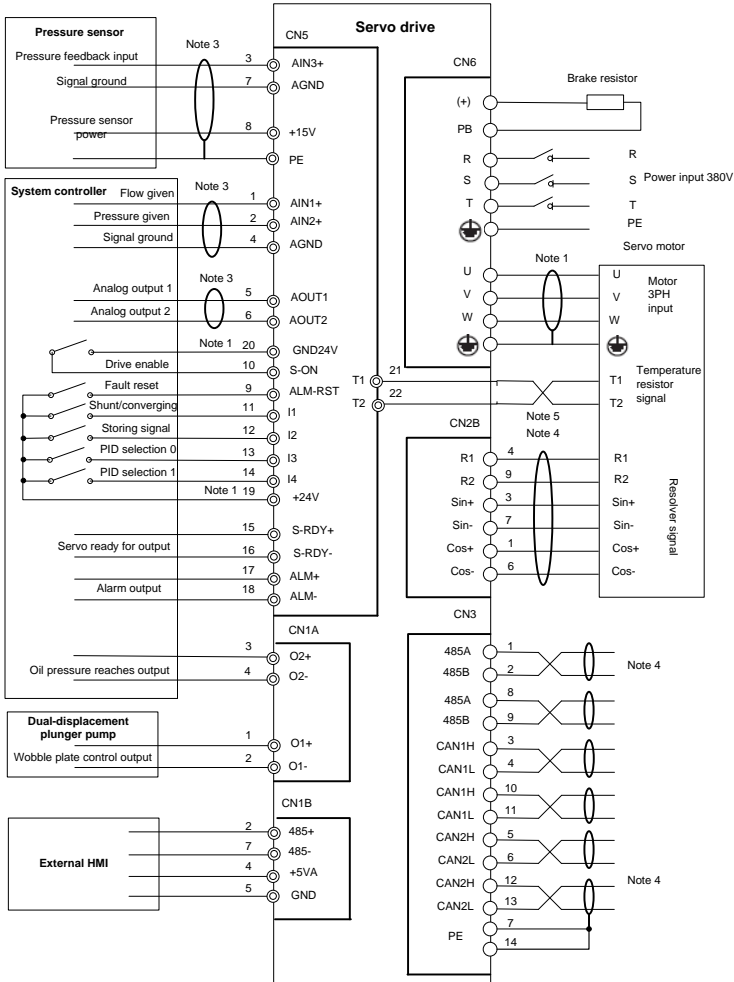 Servo drive
Pressure sensor
Note 3
CN5
Pressure feedback input
3
AIN3+
Signal ground
7
AGND
Pressure sensor
power
8
+15V
PE
System controller
Flow given
Note 3
1
AIN1+
Pressure given
2
AIN2+
Signal ground
4
AGND
Analog output 1
Note 3
5
AOUT1
Analog output 2
6
AOUT2
Note 1
20
GND24V
Drive enable
10
S-ON
Fault reset
9
ALM-RST
Shunt/converging
11
I1
Storing signal
12
I2
PID selection 0
13
I3
PID selection 1
14
I4
Note 1
19
+24V
15
S-RDY+
Servo ready for output
16
S-RDY-
17
ALM+
Alarm output
18
ALM-
T1
21
T2
22
CN1A
3
O2+
Oil pressure reaches output
4
O2-
Dual-displacement
plunger pump
1
O1+
Wobble plate control output
2
O1-
CN1B
External HMI
2
485+
7
485-
4
+5VA
5
GND
CN6
Brake resistor
(+)
PB
R
R
S
S
Power input 380V
T
T
PE
Servo motor
Note 1
U
U
V
V
W
W
Motor
3PH
input
T1
T2
Temperature
resistor
signal
Note 5
Note 4
CN2B
R1
4
R1
R2
9
R2
Sin+
3
Sin+
Sin-
7
Sin-
Cos+
1
Cos+
Cos-
6
Cos-
Resolver signal
CN3
485A
1
485B
2
Note 4
485A
8
485B
9
CAN1H
3
CAN1L
4
CAN1H
10
CAN1L
11
CAN2H
5
CAN2L
6
CAN2H
12
CAN2L
13
Note 4
PE
7
14